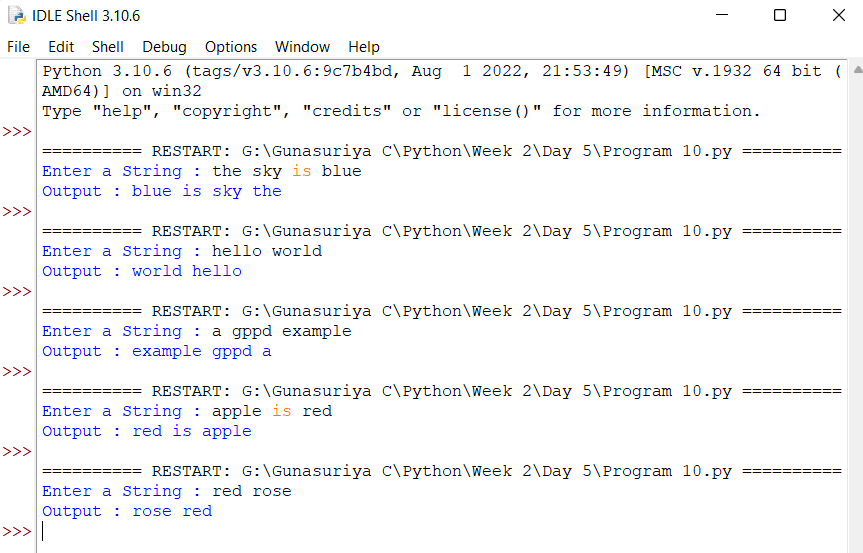 IDLE Shell 3.10.6
File Edit Shell Debug Options Window Help
Python 3.10.6 (tags/v3.10.6:9c7b4bd, Aug  1 2022, 21:53:49) [MSC v.1932 64 bit (
AMD64)] on win32
Type "help", "copyright", "credits" or "license()" for more information.
>>>
========== RESTART: G:\Gunasuriya C\Python\Week 2\Day 5\Program 10.py ==========
Enter a String : the sky is blue
Output : blue is sky the
>>>
========== RESTART: G:\Gunasuriya C\Python\Week 2\Day 5\Program 10.py ==========
Enter a String : hello world
Output : world hello
>>>
========== RESTART: G:\Gunasuriya C\Python\Week 2\Day 5\Program 10.py ==========
Enter a String : a gppd example
Output : example gppd a
>>>
========== RESTART: G:\Gunasuriya C\Python\Week 2\Day 5\Program 10.py ==========
Enter a String : apple is red
Output : red is apple
>>>
========== RESTART: G:\Gunasuriya C\Python\Week 2\Day 5\Program 10.py ==========
Enter a String : red rose
Output : rose red
>>>